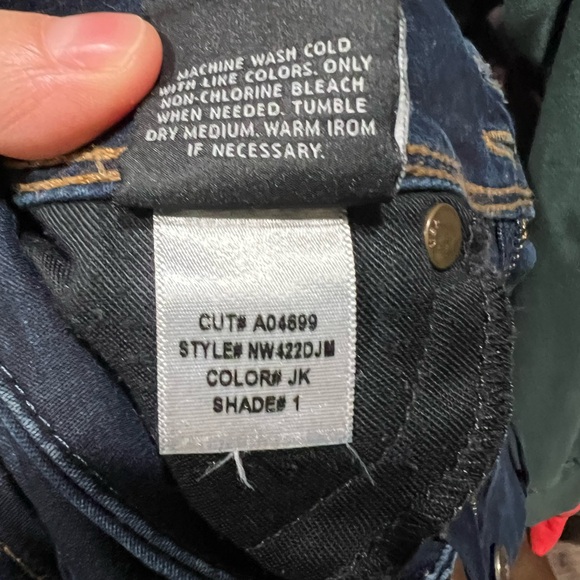 MACHINE WASH COLD
WITH LIKE COLORS. ONLY
NON-CHLORINE BLEACH
WHEN NEEDED. TUMBLE
DRY MEDIUM. WARM IROM
IF NECESSARY.
CUT# A04699
STYLE# NW422DJM
COLOR# JK
SHADE# 1